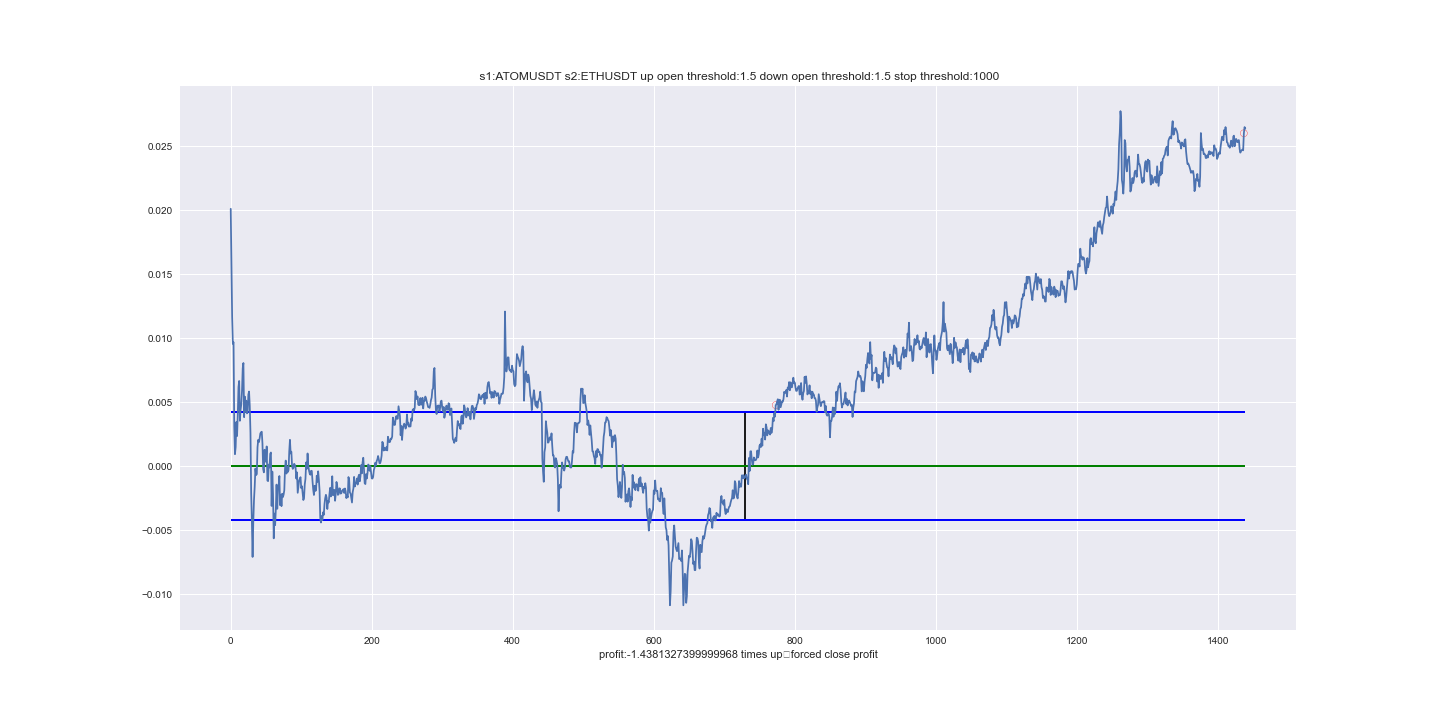 s1:ATOMUSDT s2:ETHUSDT up open threshold:1.5 down open threshold:1.5 stop threshold:1000
0.025
0.020
0.015
0.010
0.005
0.000
−0.005
−0.010
0 200 400 600 800 1000 1200 1400
profit:-1.4381327399999968 times up□forced close profit